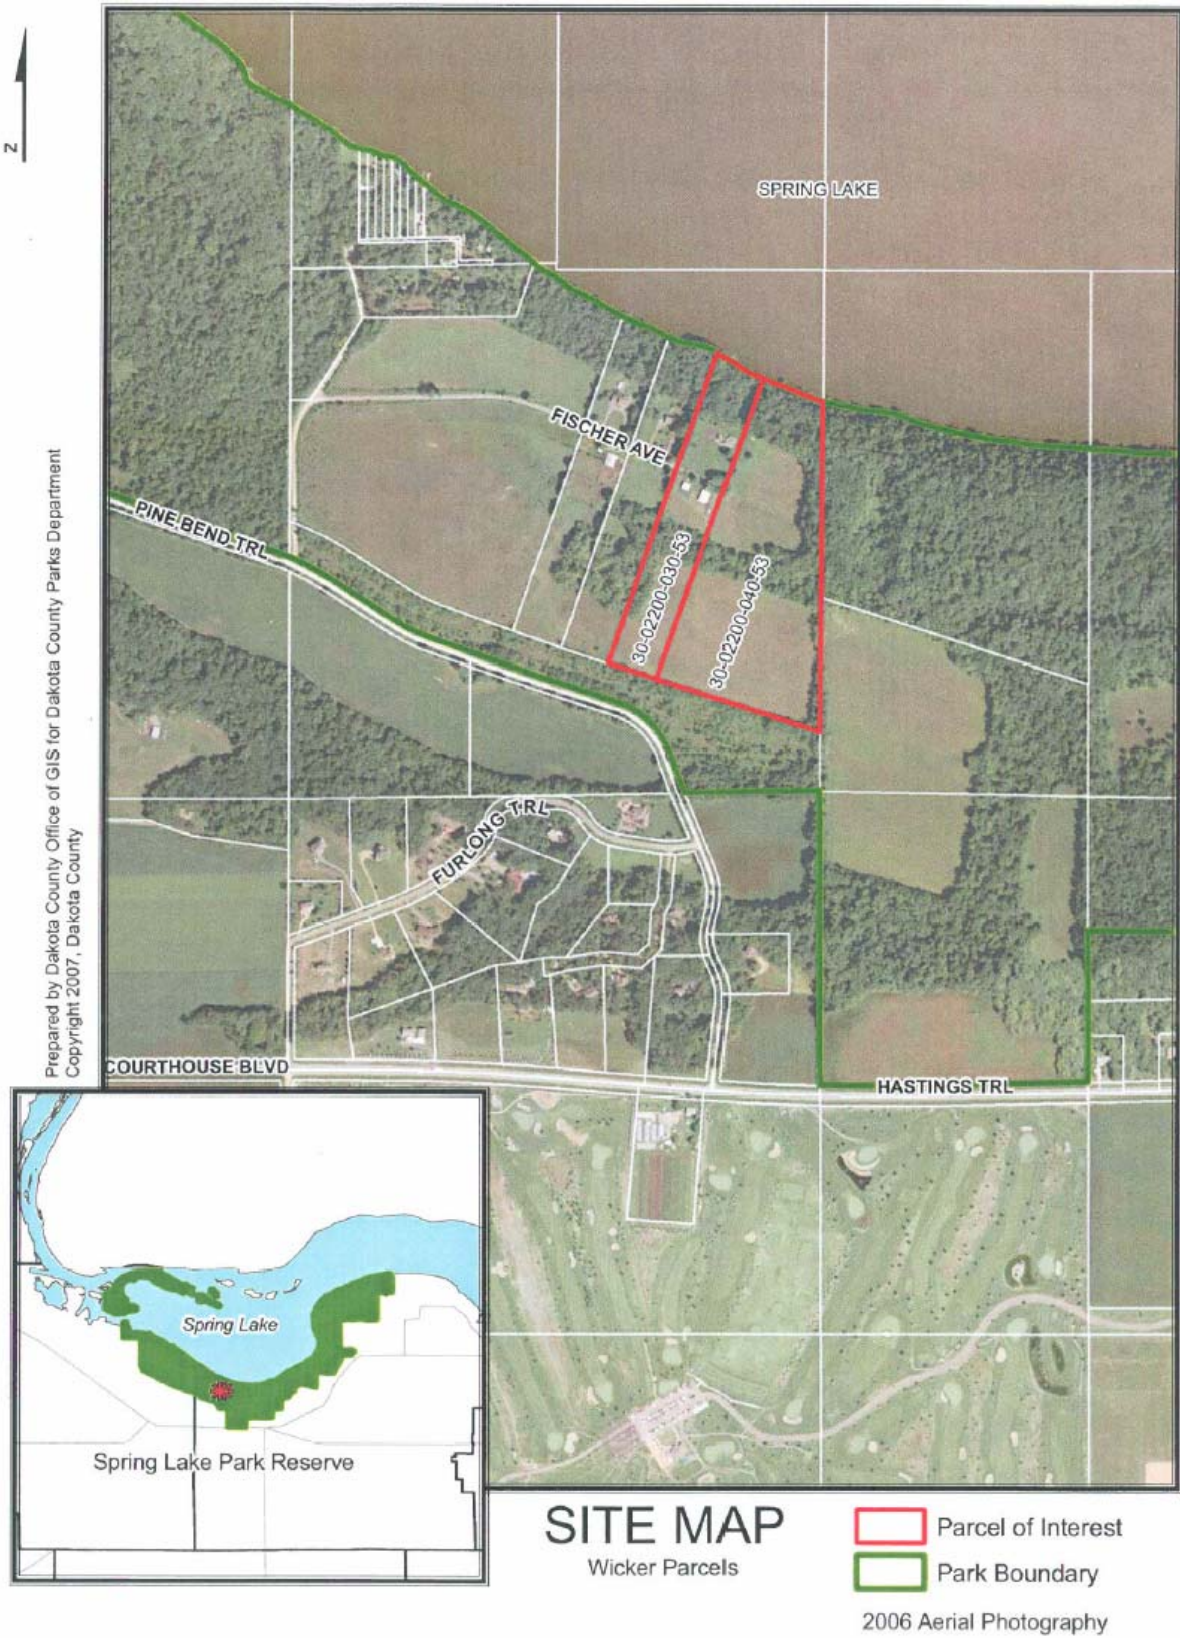 N
SPRING LAKE
FISCHER AVE
PINE BEND TRL
30-02200-030-53
30-02200-040-53
FURLONG TRL
COURTHOUSE BLVD
HASTINGS TRL
Prepared by Dakota County Office of GIS for Dakota County Parks Department
Copyright 2007, Dakota County
Spring Lake
Spring Lake Park Reserve
SITE MAP
Wicker Parcels
Parcel of Interest
Park Boundary
2006 Aerial Photography